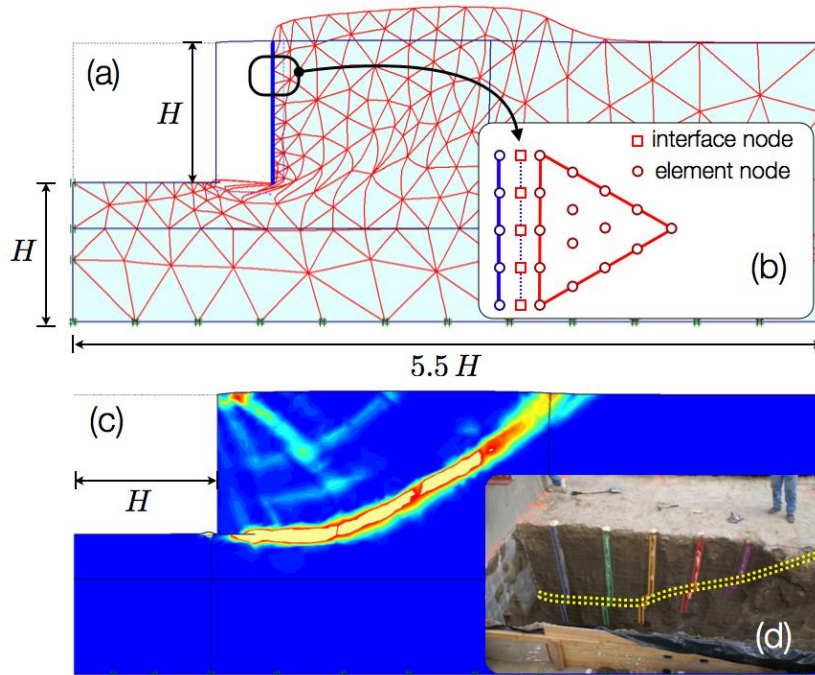 (a)
H
H
interface node
element node
(b)
5.5 H
(c)
H
(d)